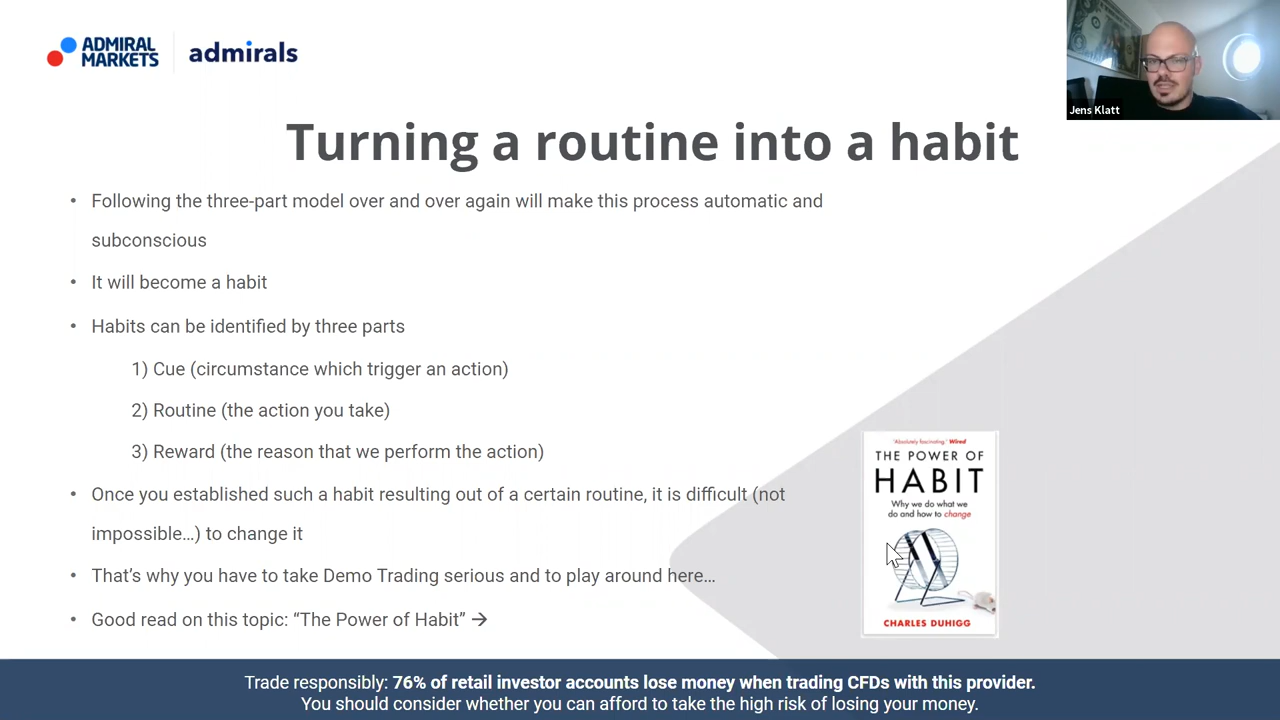 ADMIRAL
MARKETS
admirals
Jens Klatt
Turning a routine into a habit
• Following the three-part model over and over again will make this process automatic and
subconscious
• It will become a habit
• Habits can be identified by three parts
1) Cue (circumstance which trigger an action)
2) Routine (the action you take)
3) Reward (the reason that we perform the action)
• Once you established such a habit resulting out of a certain routine, it is difficult (not
impossible…) to change it
• That’s why you have to take Demo Trading serious and to play around here…
• Good read on this topic: “The Power of Habit” →
'Absolutely fascinating.' Wired
THE POWER OF
HABIT
Why we do what we
do and how to change
CHARLES DUHIGG
Trade responsibly: 76% of retail investor accounts lose money when trading CFDs with this provider.
You should consider whether you can afford to take the high risk of losing your money.